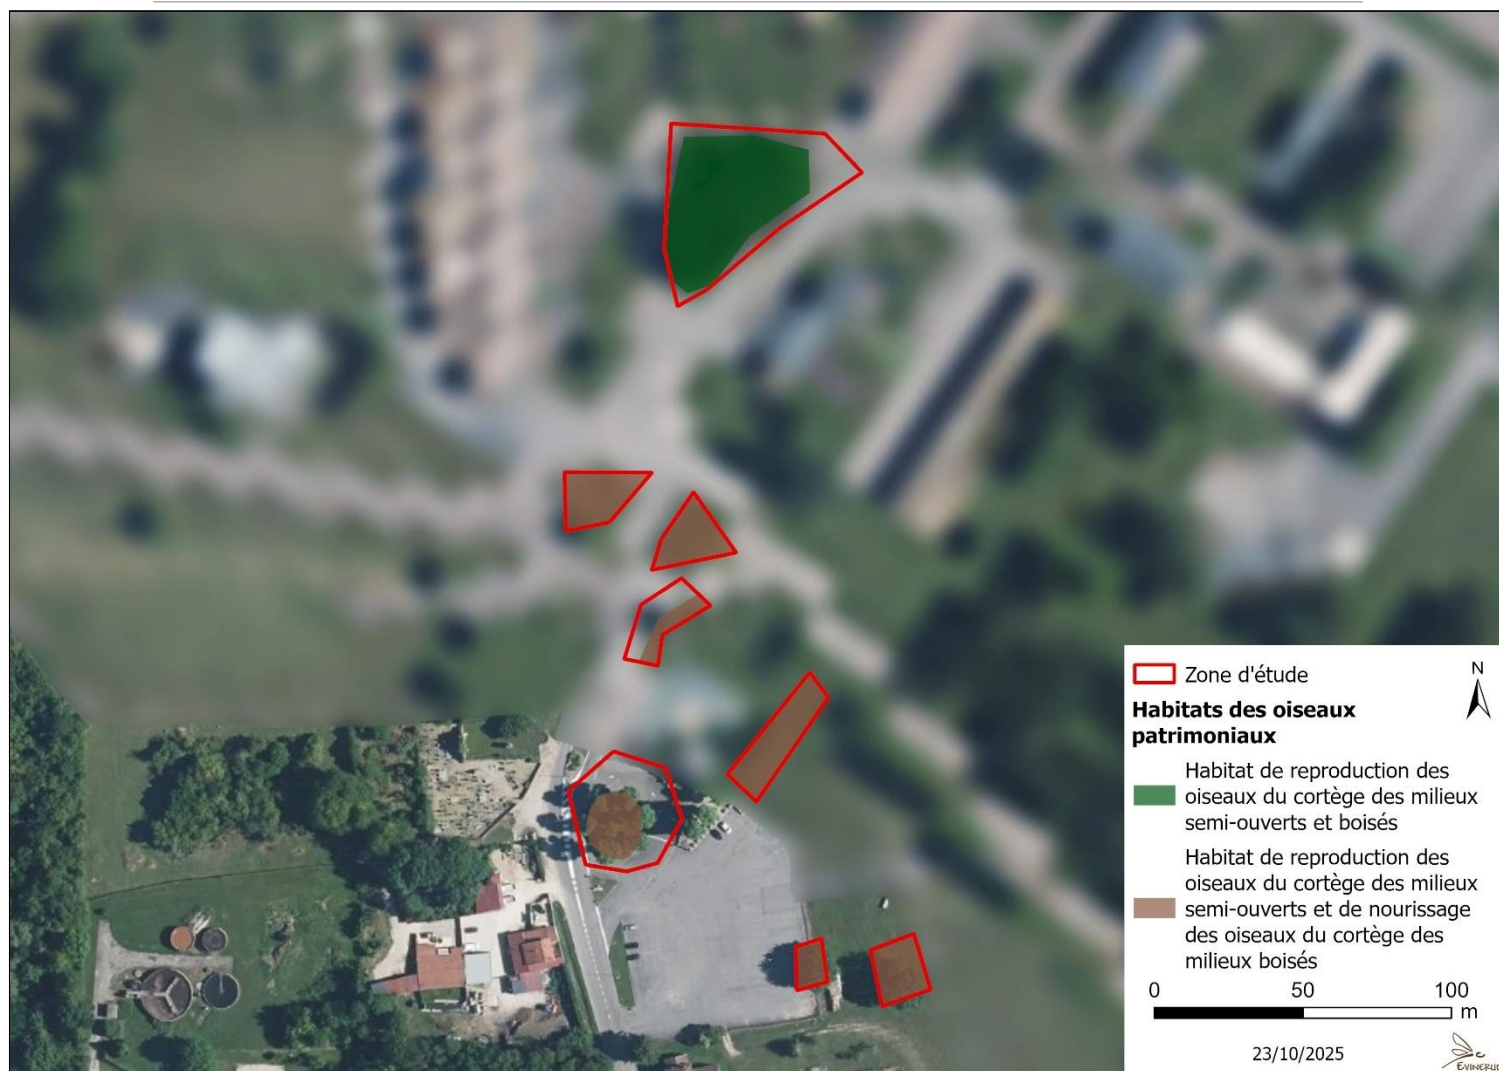 Zone d'étude
N
Habitats des oiseaux
patrimoniaux
Habitat de reproduction des
oiseaux du cortège des milieux
semi-ouverts et boisés
Habitat de reproduction des
oiseaux du cortège des milieux
semi-ouverts et de nourissage
des oiseaux du cortège des
milieux boisés
0 50 100
m
23/10/2025
EVINERUDE